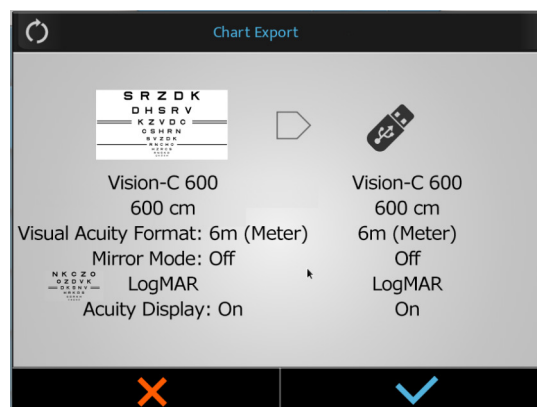 Chart Export
S R Z D K
D H S R V
K Z V D C
O S H R N
S V Z D K
Vision-C 600
600 cm
Visual Acuity Format: 6m (Meter)
Mirror Mode: Off
LogMAR
Acuity Display: On
N K C Z O
O Z D V K
D K S N V
Vision-C 600
600 cm
6m (Meter)
Off
LogMAR
On